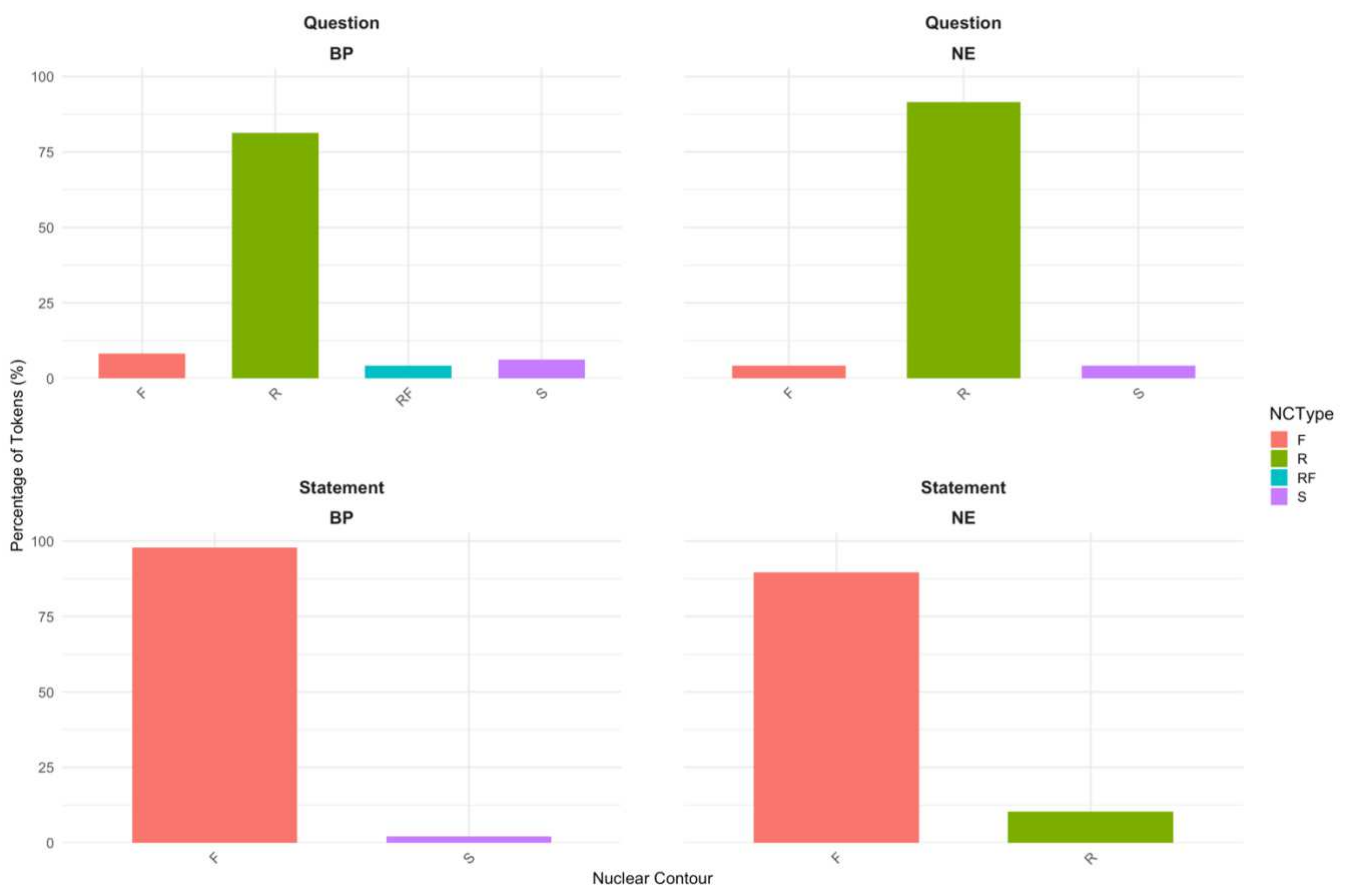 Question
BP
100
75
50
25
0
F
R
RF
S
Question
NE
F
R
S
Statement
BP
100
75
50
25
0
F
S
Statement
NE
F
R
Percentage of Tokens (%)
Nuclear Contour
NCType
F
R
RF
S